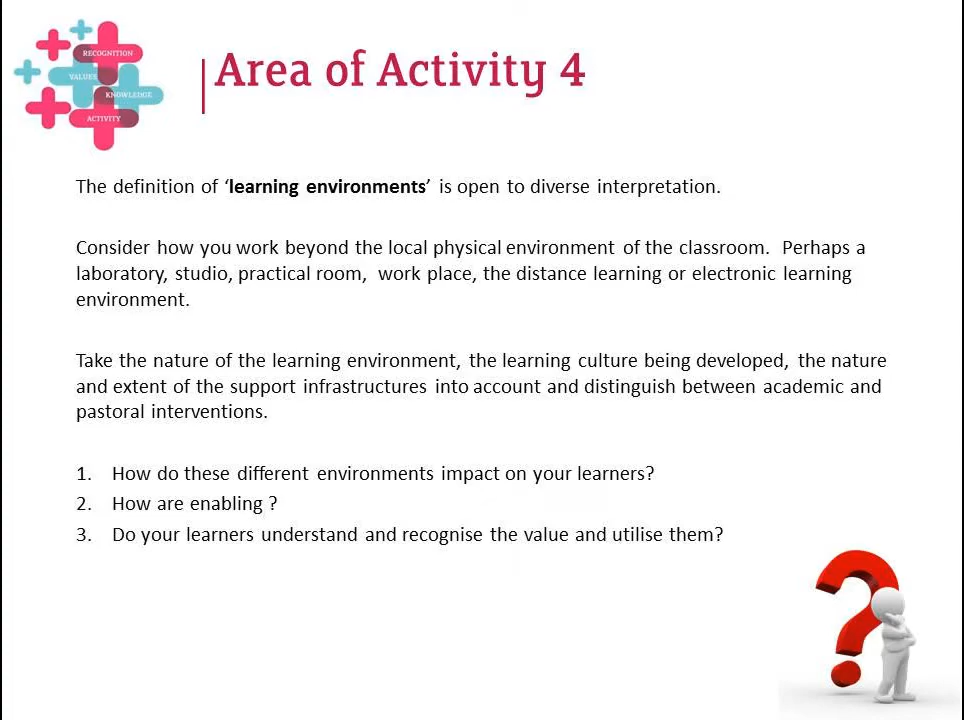 RECOGNITION
VALUES
KNOWLEDGE
ACTIVITY
Area of Activity 4
The definition of ‘learning environments’ is open to diverse interpretation.
Consider how you work beyond the local physical environment of the classroom. Perhaps a
laboratory, studio, practical room, work place, the distance learning or electronic learning
environment.
Take the nature of the learning environment, the learning culture being developed, the nature
and extent of the support infrastructures into account and distinguish between academic and
pastoral interventions.
1. How do these different environments impact on your learners?
2. How are enabling ?
3. Do your learners understand and recognise the value and utilise them?